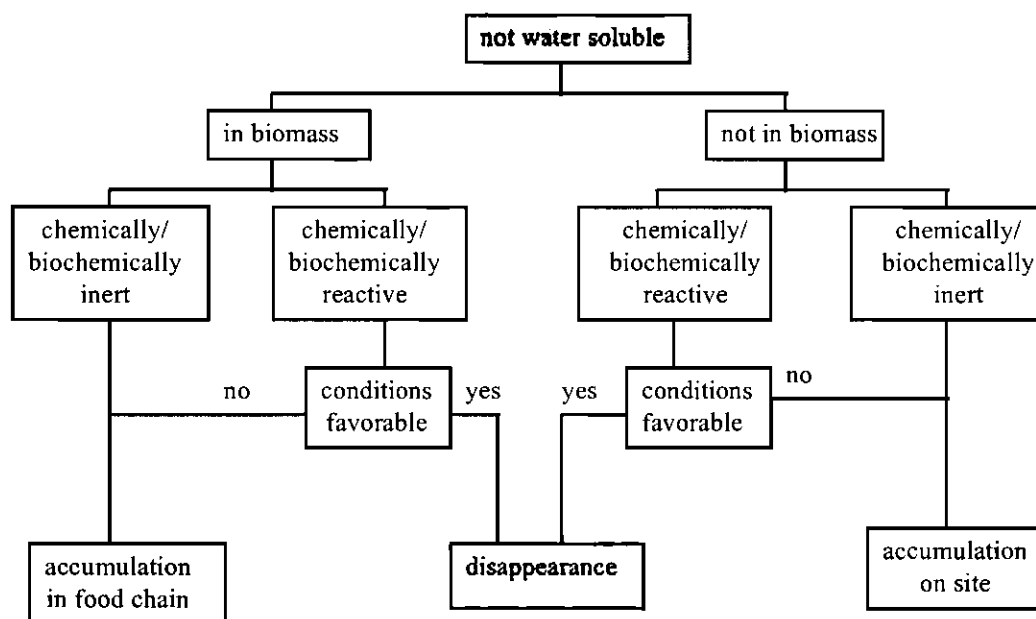 not water soluble
in biomass
not in biomass
chemically/
biochemically
inert
chemically/
biochemically
reactive
chemically/
biochemically
reactive
chemically/
biochemically
inert
no
conditions
favorable
yes
yes
conditions
favorable
no
accumulation
in food chain
disappearance
accumulation
on site